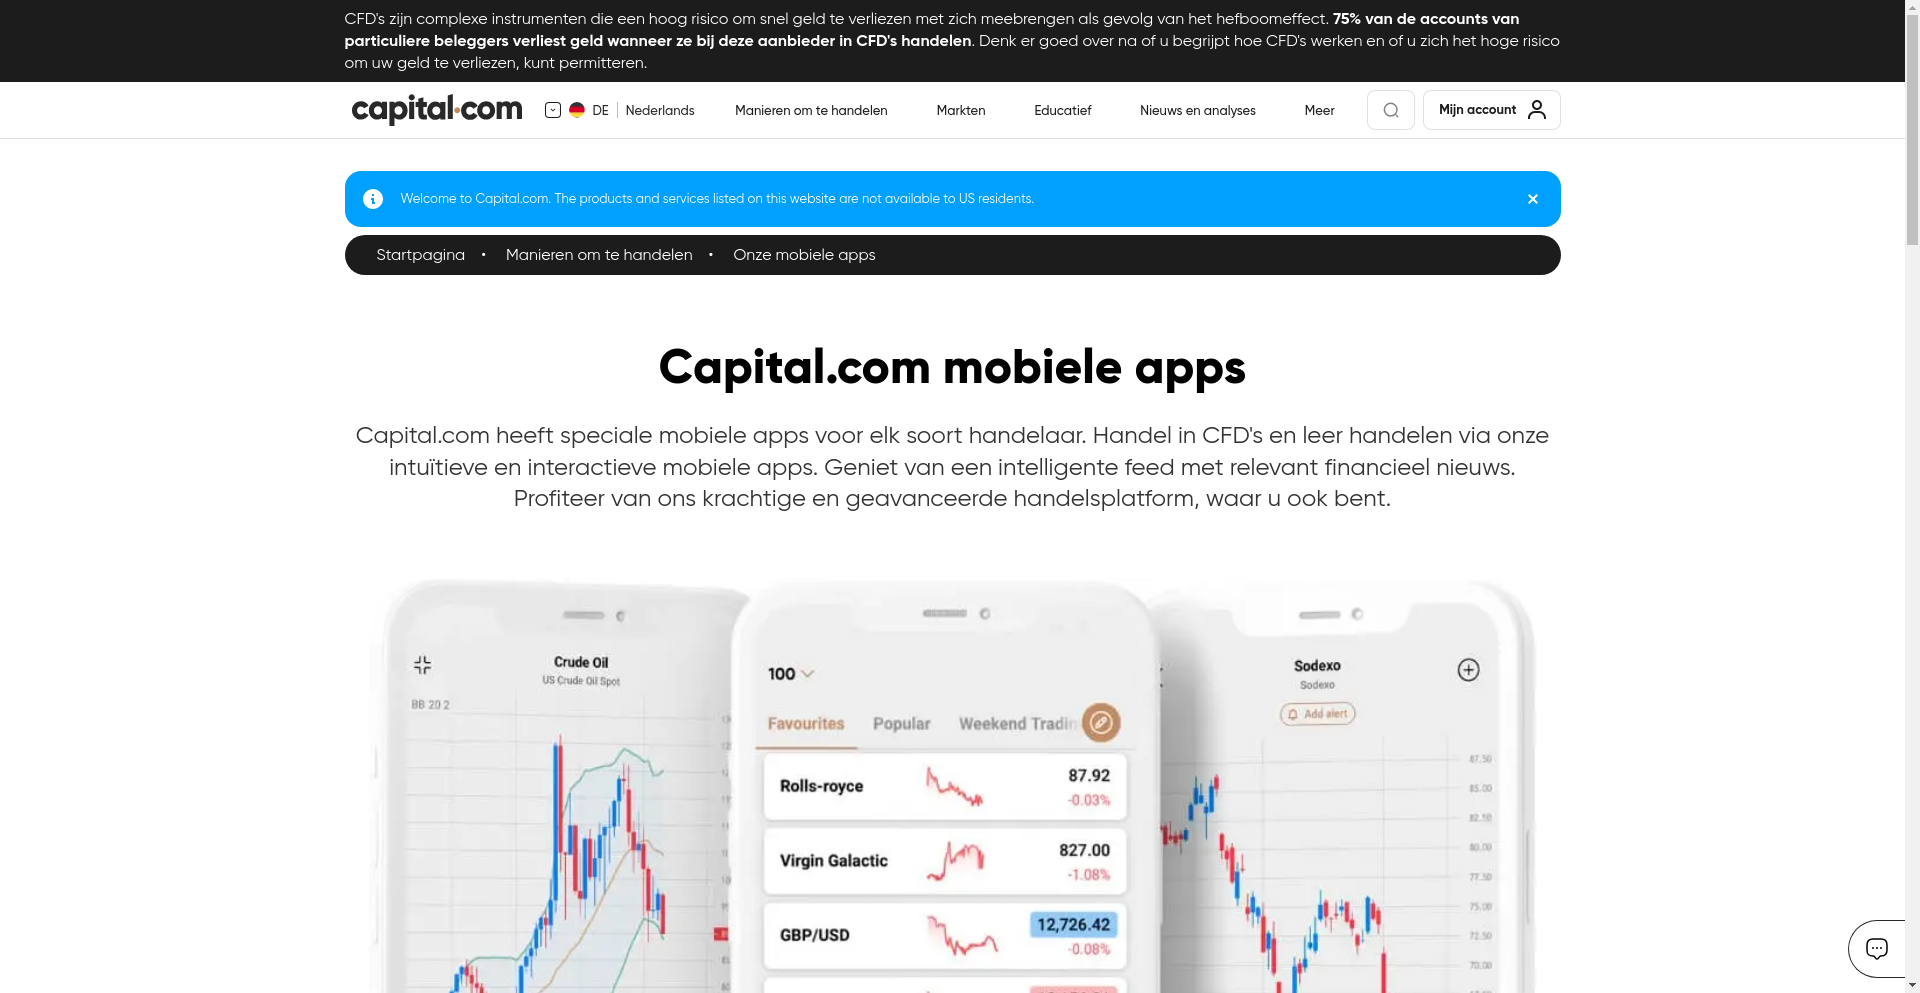 CFD's zijn complexe instrumenten die een hoog risico om snel geld te verliezen met zich meebrengen als gevolg van het hefboomeffect. 75% van de accounts van
particuliere beleggers verliest geld wanneer ze bij deze aanbieder in CFD's handelen. Denk er goed over na of u begrijpt hoe CFD's werken en of u zich het hoge risico
om uw geld te verliezen, kunt permitteren.
capital.com DE Nederlands Manieren om te handelen Markten Educatief Nieuws en analyses Meer Mijn account
Welcome to Capital.com. The products and services listed on this website are not available to US residents.
Startpagina • Manieren om te handelen • Onze mobiele apps
Capital.com mobiele apps
Capital.com heeft speciale mobiele apps voor elk soort handelaar. Handel in CFD's en leer handelen via onze
intuïtieve en interactieve mobiele apps. Geniet van een intelligente feed met relevant financieel nieuws.
Profiteer van ons krachtige en geavanceerde handelsplatform, waar u ook bent.
Crude Oil
US Crude Oil Spot
BB 20 2
100
Favourites Popular Weekend Tradin
Rolls-royce 87.92
-0.03%
Virgin Galactic 827.00
-1.08%
GBP/USD 12,726.42
-0.08%
Sodexo
Sodexo
Add alert
87.50
85.00
82.50
80.00
77.50
75.00
72.50
70.00